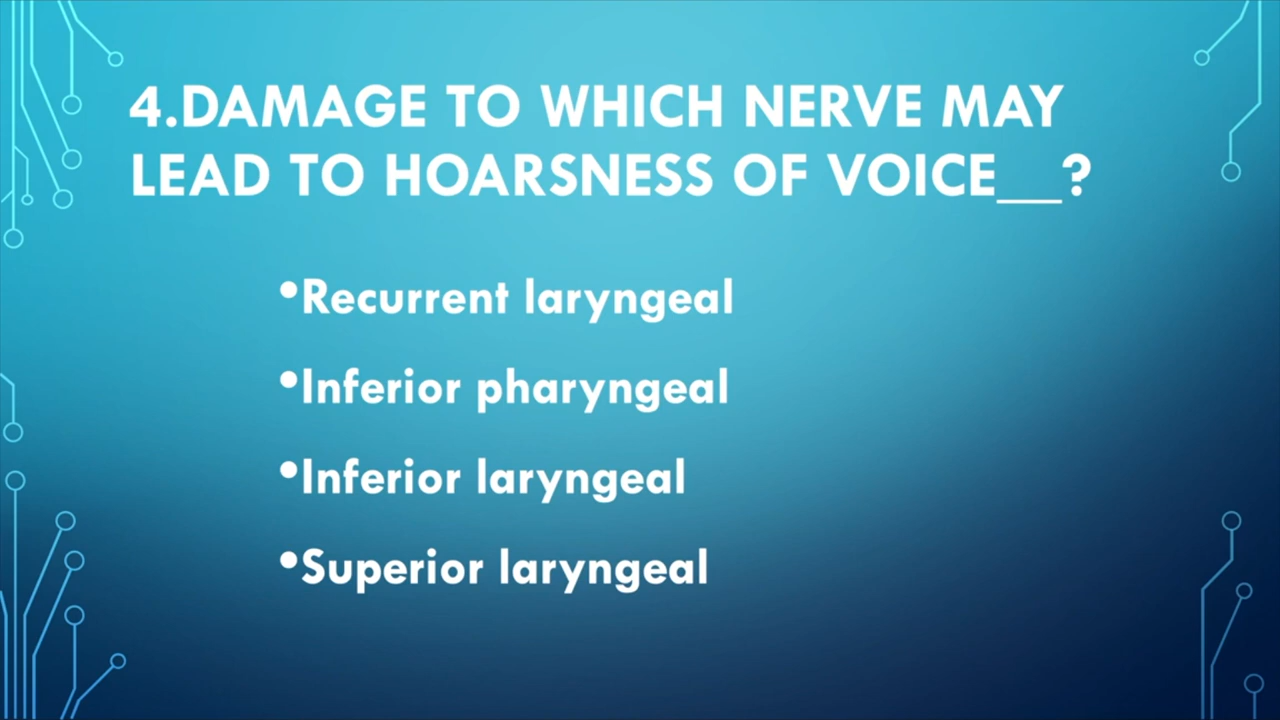 4.DAMAGE TO WHICH NERVE MAY
LEAD TO HOARSNESS OF VOICE__?
•Recurrent laryngeal
•Inferior pharyngeal
•Inferior laryngeal
•Superior laryngeal